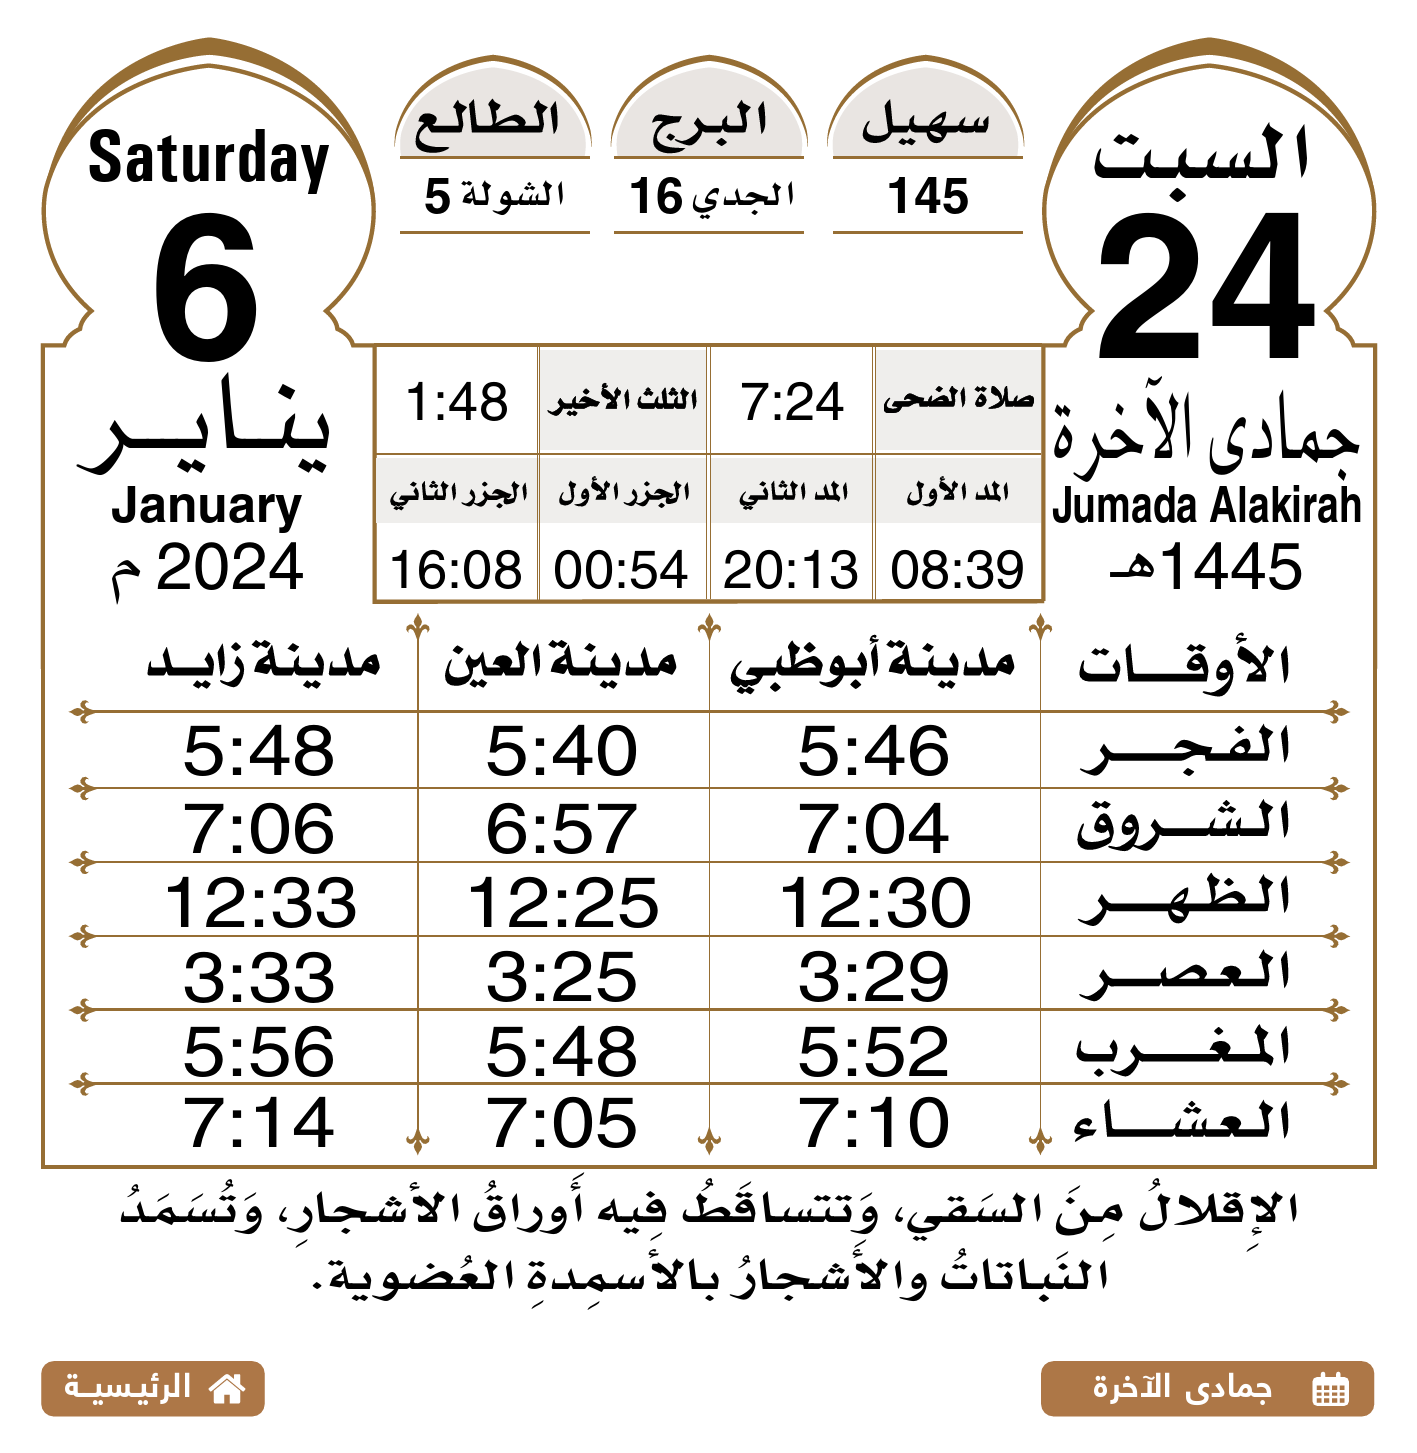 السبت
24
جمادى الآخرة
Jumada Alakirah
1445هـ
سهيل
145
البرج
الجدي 16
الطالع
الشولة 5
Saturday
6
يناير
January
2024 م
صلاة الضحى 7:24 الثلث الأخير 1:48
المد الأول المد الثاني الجزر الأول الجزر الثاني
08:39 20:13 00:54 16:08
الأوقات مدينة أبوظبي مدينة العين مدينة زايد
الفجر 5:46 5:40 5:48
الشروق 7:04 6:57 7:06
الظهر 12:30 12:25 12:33
العصر 3:29 3:25 3:33
المغرب 5:52 5:48 5:56
العشاء 7:10 7:05 7:14
الإِقلالُ مِنَ السَقي، وَتتساقَطُ فِيه أَوراقُ الأشجارِ، وَتُسَمَدُ
النَباتاتُ والأَشجارُ بالأَسمِدةِ العُضوية.
جمادى الآخرة
الرئيسية